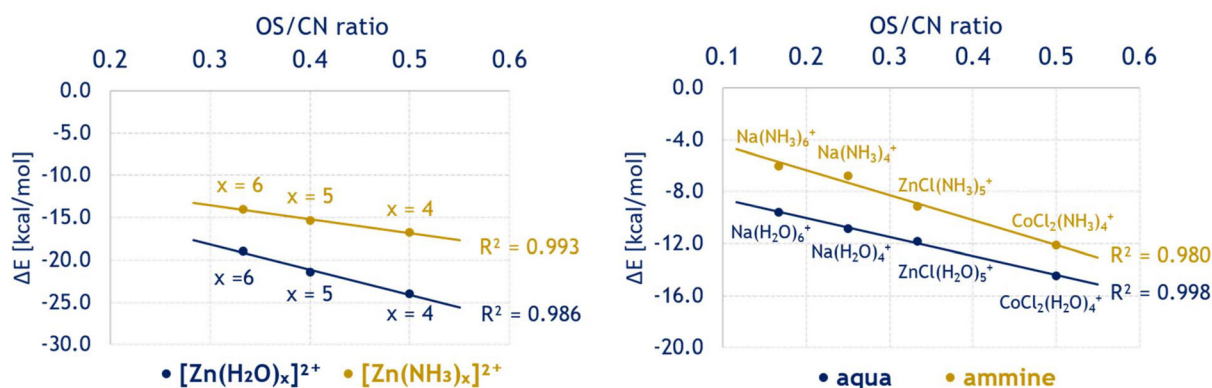 OS/CN ratio
0.2 0.3 0.4 0.5 0.6
0.0
-5.0
-10.0
-15.0
-20.0
-25.0
-30.0
ΔE [kcal/mol]
x = 6
x = 5
x = 4
R² = 0.993
x =6
x = 5
x = 4
R² = 0.986
• [Zn(H₂O)ₓ]²⁺ • [Zn(NH₃)ₓ]²⁺
OS/CN ratio
0.1 0.2 0.3 0.4 0.5 0.6
0.0
-4.0
-8.0
-12.0
-16.0
-20.0
ΔE [kcal/mol]
Na(NH₃)₆⁺
Na(NH₃)₄⁺
ZnCl(NH₃)₅⁺
CoCl₂(NH₃)₄⁺
R² = 0.980
Na(H₂O)₆⁺
Na(H₂O)₄⁺
ZnCl(H₂O)₅⁺
CoCl₂(H₂O)₄⁺
R² = 0.998
• aqua • ammine